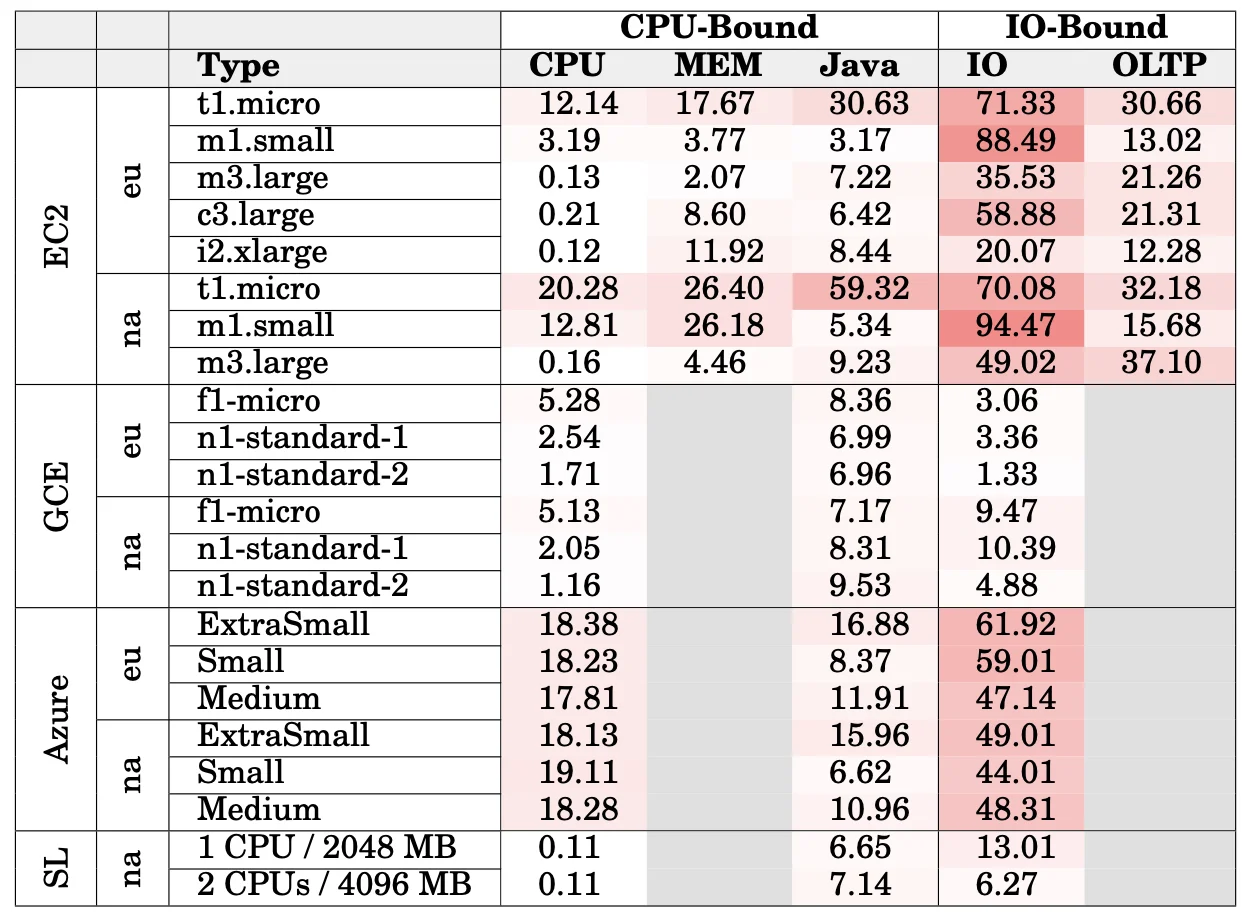 CPU-Bound IO-Bound
Type CPU MEM Java IO OLTP
EC2 eu t1.micro 12.14 17.67 30.63 71.33 30.66
m1.small 3.19 3.77 3.17 88.49 13.02
m3.large 0.13 2.07 7.22 35.53 21.26
c3.large 0.21 8.60 6.42 58.88 21.31
i2.xlarge 0.12 11.92 8.44 20.07 12.28
na t1.micro 20.28 26.40 59.32 70.08 32.18
m1.small 12.81 26.18 5.34 94.47 15.68
m3.large 0.16 4.46 9.23 49.02 37.10
GCE eu f1-micro 5.28 8.36 3.06
n1-standard-1 2.54 6.99 3.36
n1-standard-2 1.71 6.96 1.33
na f1-micro 5.13 7.17 9.47
n1-standard-1 2.05 8.31 10.39
n1-standard-2 1.16 9.53 4.88
Azure eu ExtraSmall 18.38 16.88 61.92
Small 18.23 8.37 59.01
Medium 17.81 11.91 47.14
na ExtraSmall 18.13 15.96 49.01
Small 19.11 6.62 44.01
Medium 18.28 10.96 48.31
SL na 1 CPU / 2048 MB 0.11 6.65 13.01
2 CPUs / 4096 MB 0.11 7.14 6.27